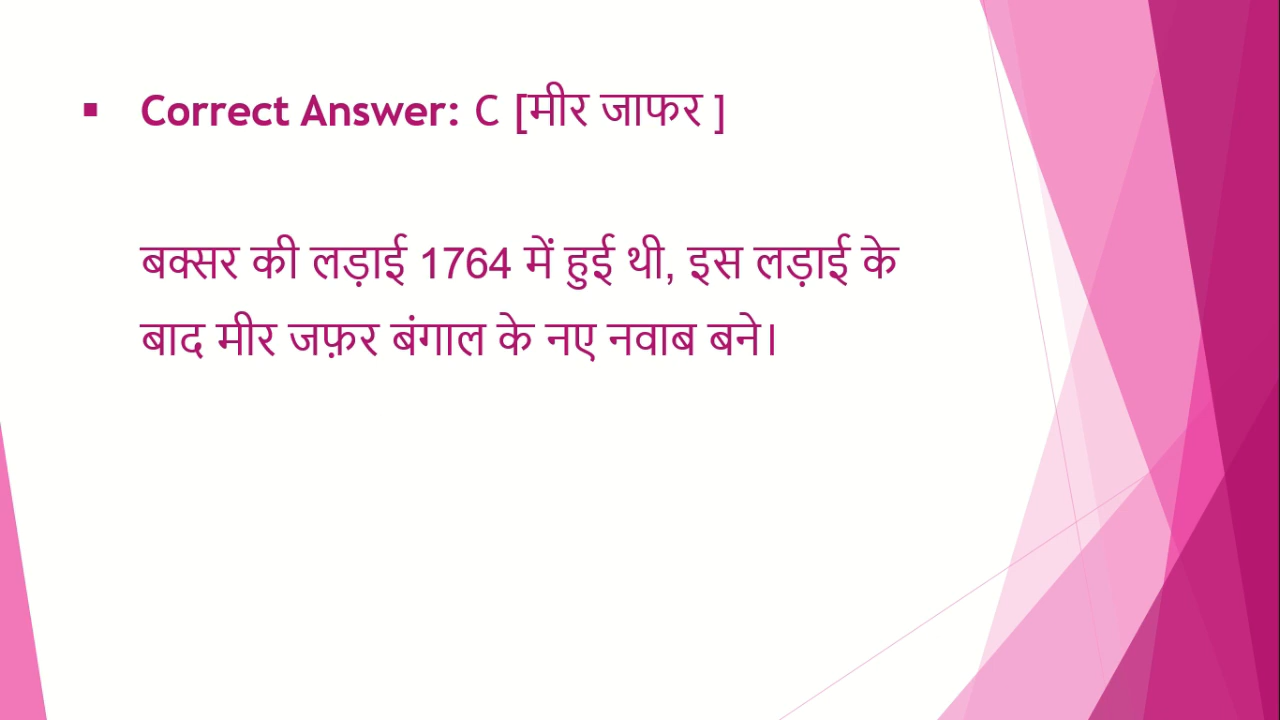 ▪ Correct Answer: C [मीर जाफर ]
बक्सर की लड़ाई 1764 में हुई थी, इस लड़ाई के
बाद मीर जफ़र बंगाल के नए नवाब बने।